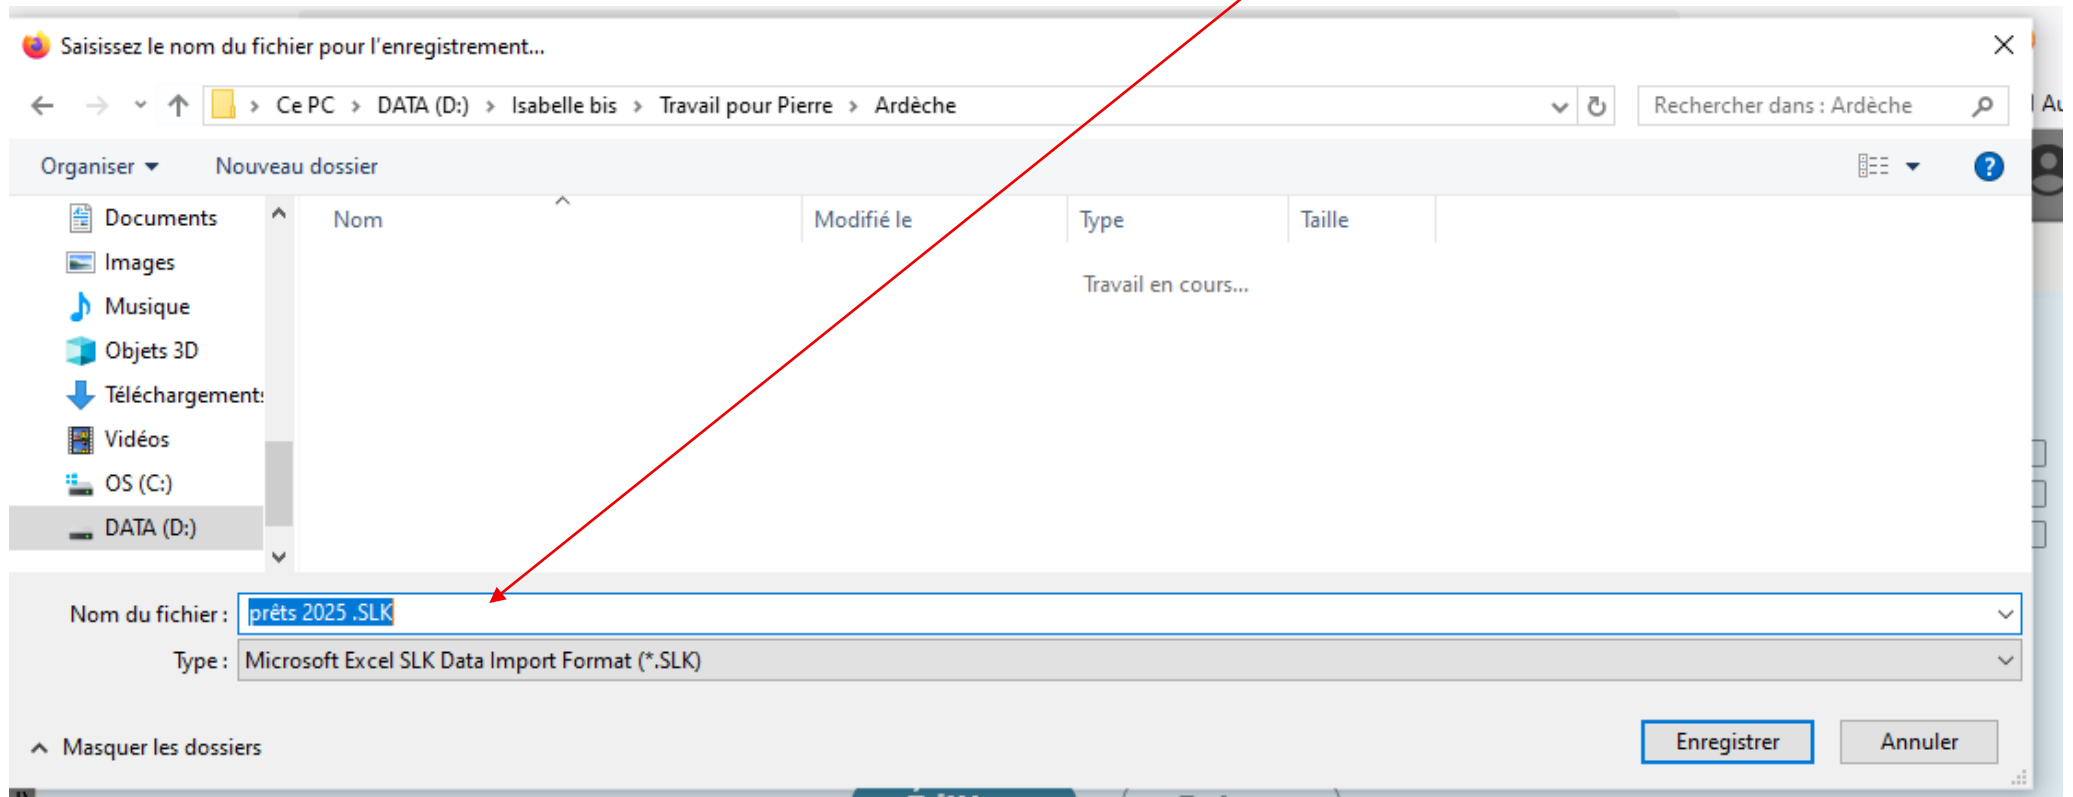 Saisissez le nom du fichier pour l'enregistrement...
Ce PC > DATA (D:) > Isabelle bis > Travail pour Pierre > Ardèche
Rechercher dans : Ardèche
Organiser
Nouveau dossier
Documents
Images
Musique
Objets 3D
Téléchargement
Vidéos
OS (C:)
DATA (D:)
Nom
Modifié le
Type
Taille
Travail en cours...
Nom du fichier :
prêts 2025 .SLK
Type :
Microsoft Excel SLK Data Import Format (*.SLK)
Masquer les dossiers
Enregistrer
Annuler